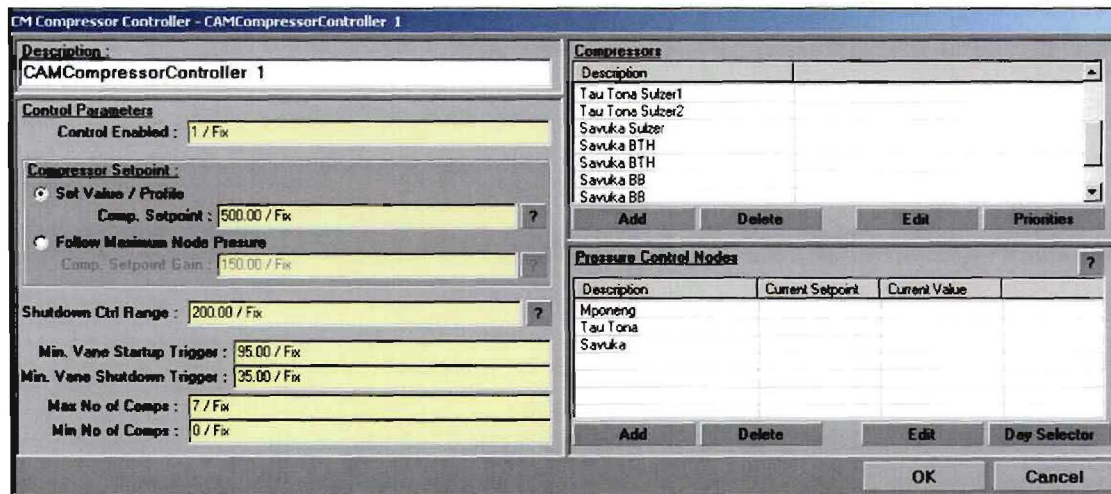 CM Compressor Controller - CAMCompressorController 1
Description :
CAMCompressorController 1
Control Parameters
Control Enabled : 1 / Fix
Compressor Setpoint :
Set Value / Profile
Comp. Setpoint : 500.00 / Fix ?
Follow Maximum Node Presure
Comp. Setpoint Gain : 150.00 / Fix ?
Shutdown Ctrl Range : 200.00 / Fix ?
Min. Vane Startup Trigger : 95.00 / Fix
Min. Vane Shutdown Trigger : 35.00 / Fix
Max No of Comps : 7 / Fix
Min No of Comps : 0 / Fix
Compressors
Description
Tau Tona Sulzer1
Tau Tona Sulzer2
Savuka Sulzer
Savuka BTH
Savuka BTH
Savuka BB
Savuka BB
Add Delete Edit Priorities
Pressure Control Nodes ?
Description Current Setpoint Current Value
Mponeng
Tau Tona
Savuka
Add Delete Edit Day Selector
OK Cancel